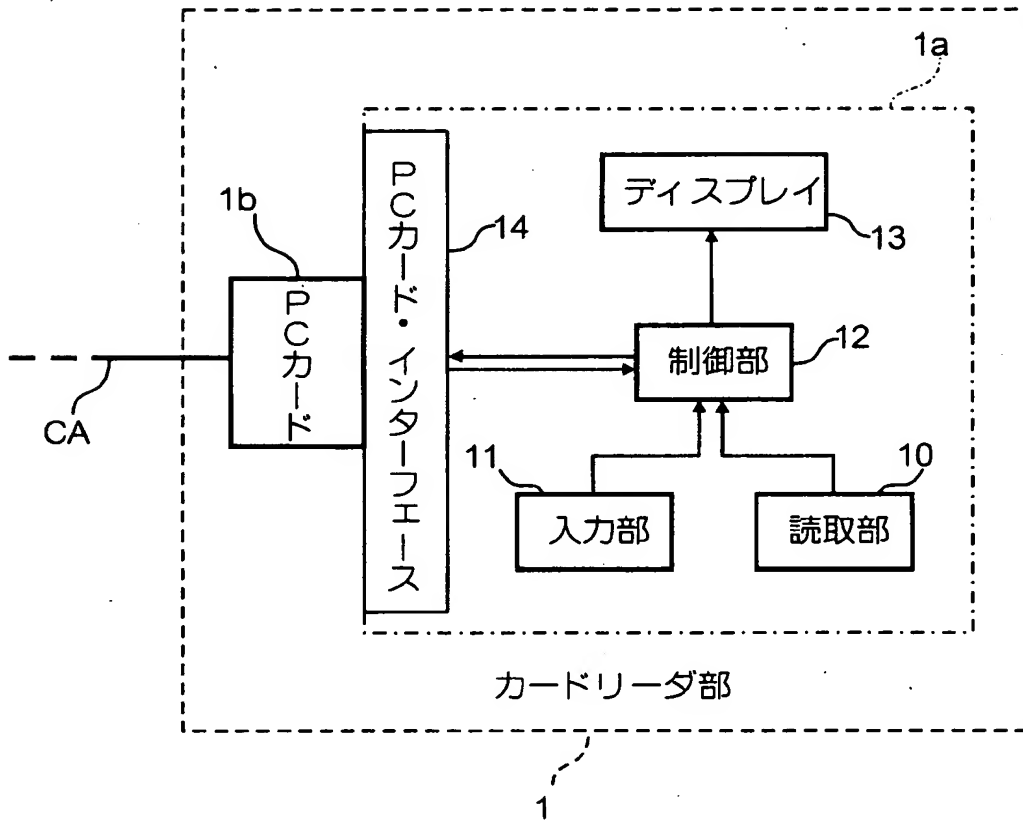 1a
ディスプレイ
13
1b
PCカード
PCカード・インターフェース
14
制御部
12
CA
11
入力部
10
読取部
カードリーダ部
1